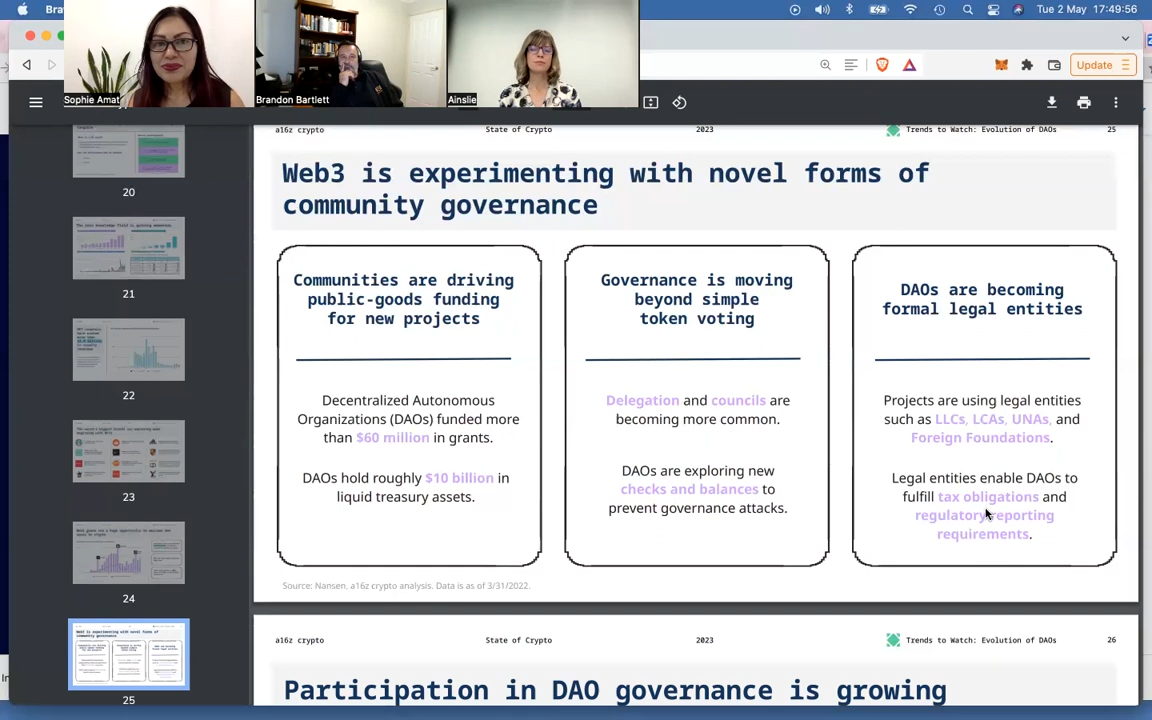 Brav
Tue 2 May 17:49:56
Update
Sophie Amat
Brandon Bartlett
Ainslie
20
21
22
23
24
25
a16z crypto
State of Crypto
2023
Trends to Watch: Evolution of DAOs
25
Web3 is experimenting with novel forms of
community governance
Communities are driving
public-goods funding
for new projects
Decentralized Autonomous
Organizations (DAOs) funded more
than $60 million in grants.
DAOs hold roughly $10 billion in
liquid treasury assets.
Governance is moving
beyond simple
token voting
Delegation and councils are
becoming more common.
DAOs are exploring new
checks and balances to
prevent governance attacks.
DAOs are becoming
formal legal entities
Projects are using legal entities
such as LLCs, LCAs, UNAs, and
Foreign Foundations.
Legal entities enable DAOs to
fulfill tax obligations and
regulatory reporting
requirements.
Source: Nansen, a16z crypto analysis. Data is as of 3/31/2022.
a16z crypto
State of Crypto
2023
Trends to Watch: Evolution of DAOs
26
Participation in DAO governance is growing